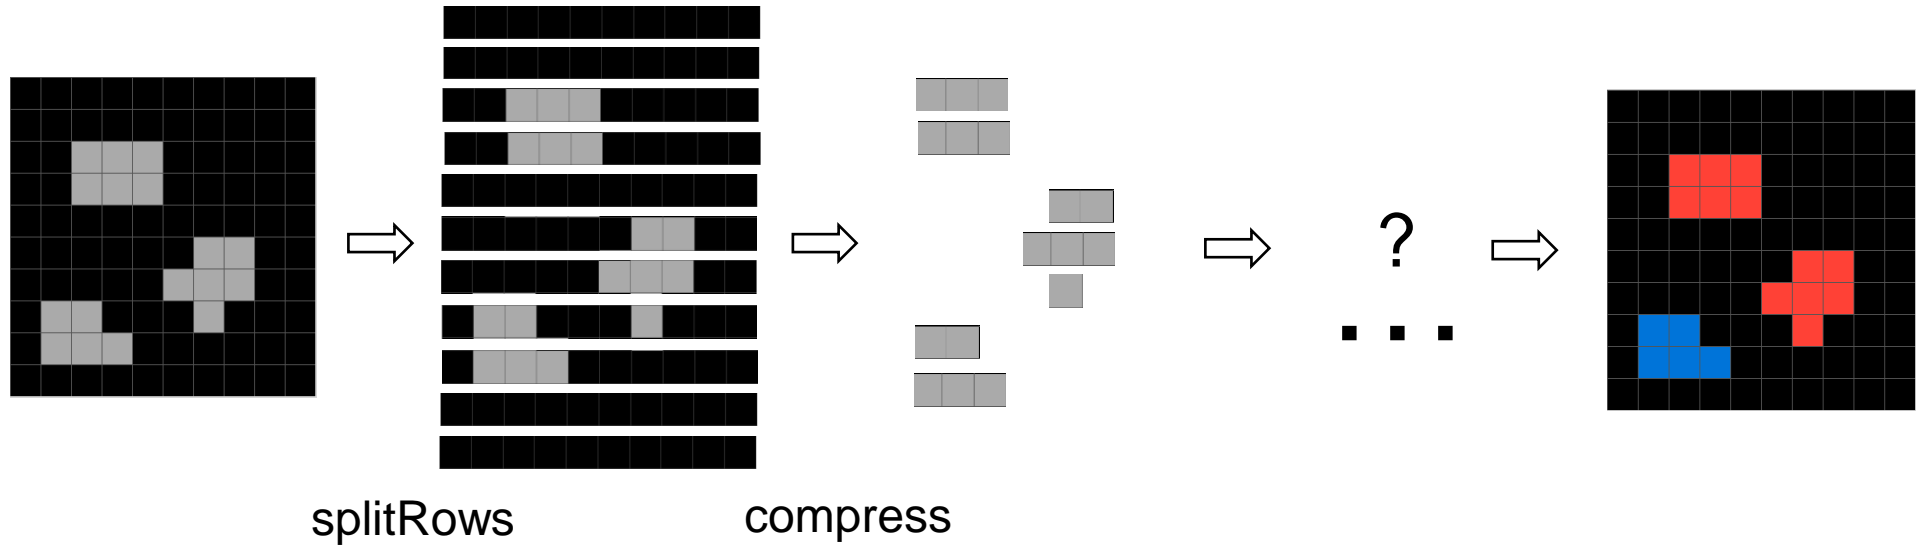 ?
. . .
splitRows
compress